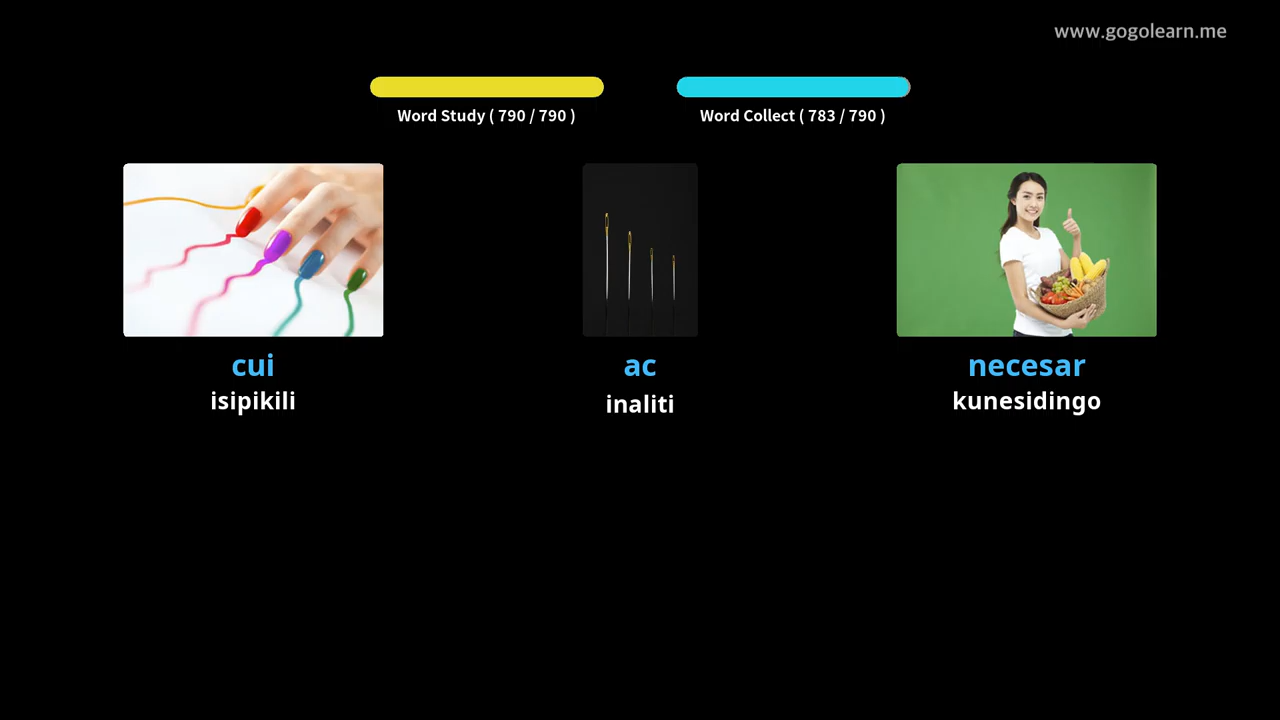 www.gogolearn.me
Word Study ( 790 / 790 )
Word Collect ( 783 / 790 )
cui
isipikili
ac
inaliti
necesar
kunesidingo